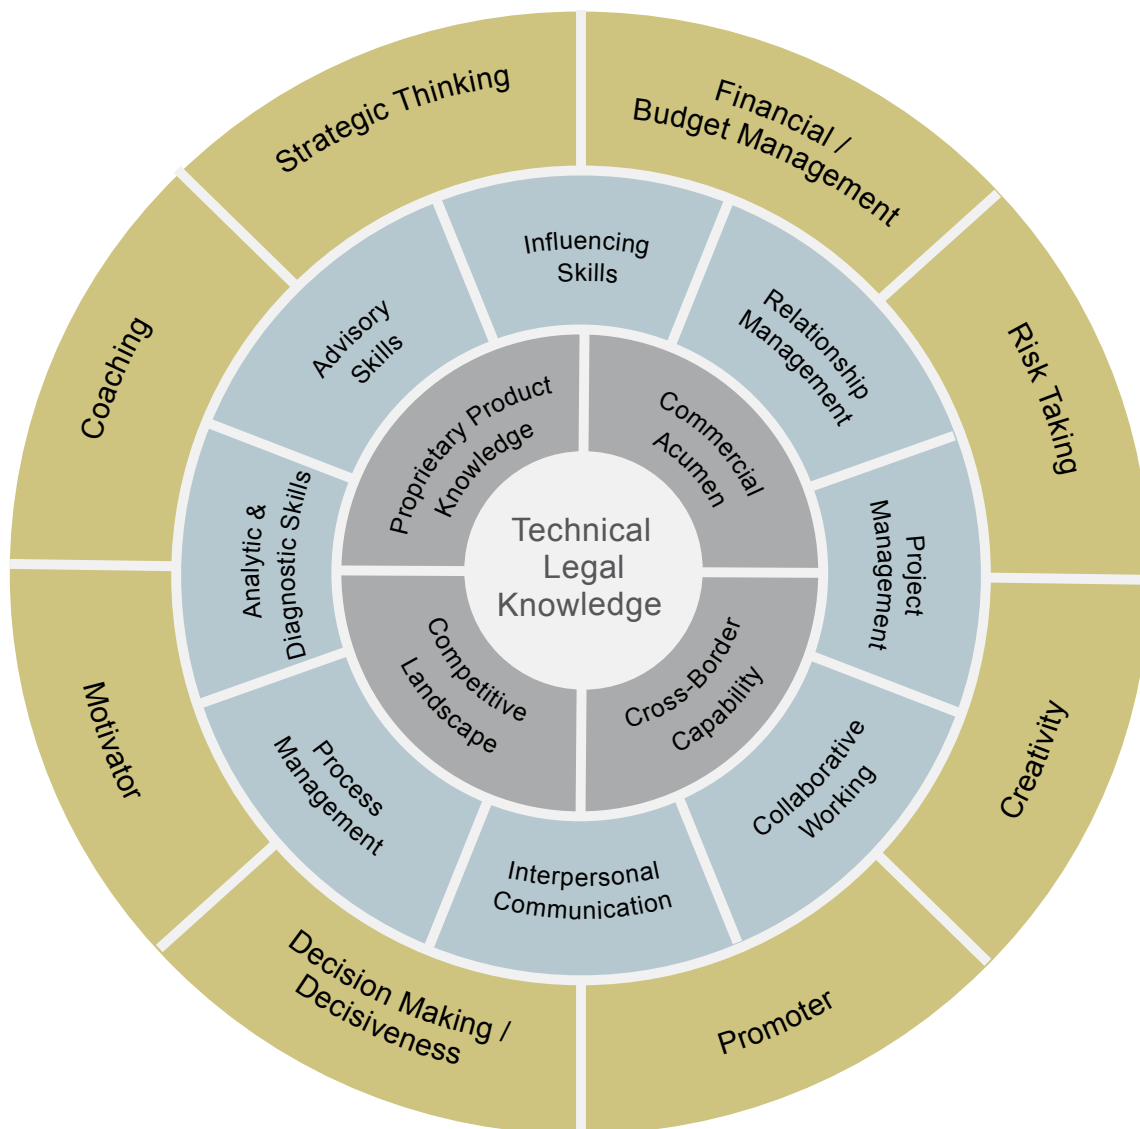 Strategic Thinking
Financial /
Budget Management
Risk Taking
Creativity
Promoter
Decision Making /
Decisiveness
Motivator
Coaching
Influencing
Skills
Relationship
Management
Project
Management
Collaborative
Working
Interpersonal
Communication
Process
Management
Analytic &
Diagnostic Skills
Advisory
Skills
Proprietary Product
Knowledge
Commercial
Acumen
Cross-Border
Capability
Competitive
Landscape
Technical
Legal
Knowledge